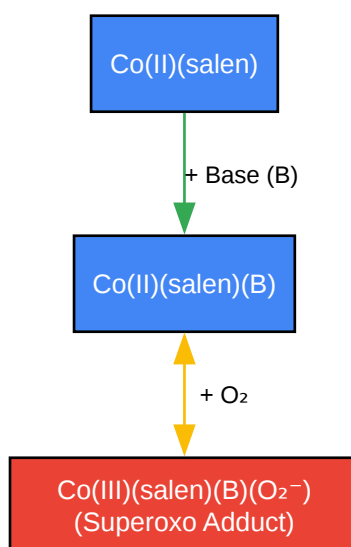 Co(II)(salen)
+ Base (B)
Co(II)(salen)(B)
+ O₂
Co(III)(salen)(B)(O₂⁻)
(Superoxo Adduct)